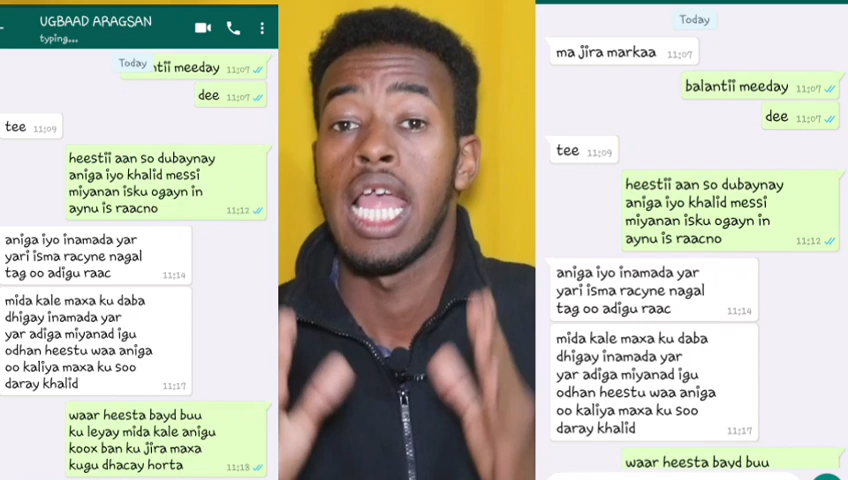 UGBAAD ARAGSAN
typing...
Today
tii meeday 11:07
dee 11:07
tee 11:09
heestii aan so dubaynay
aniga iyo khalid messi
miyanan isku ogayn in
aynu is raacno 11:12
aniga iyo inamada yar
yari isma racyne nagal
tag oo adigu raac 11:14
mida kale maxa ku daba
dhigay inamada yar
yar adiga miyanad igu
odhan heestu waa aniga
oo kaliya maxa ku soo
daray khalid 11:17
waar heesta bayd buu
ku leyay mida kale anigu
koox ban ku jira maxa
kugu dhacay horta 11:18
Today
ma jira markaa 11:07
balantii meeday 11:07
dee 11:07
tee 11:09
heestii aan so dubaynay
aniga iyo khalid messi
miyanan isku ogayn in
aynu is raacno 11:12
aniga iyo inamada yar
yari isma racyne nagal
tag oo adigu raac 11:14
mida kale maxa ku daba
dhigay inamada yar
yar adiga miyanad igu
odhan heestu waa aniga
oo kaliya maxa ku soo
daray khalid 11:17
waar heesta bayd buu